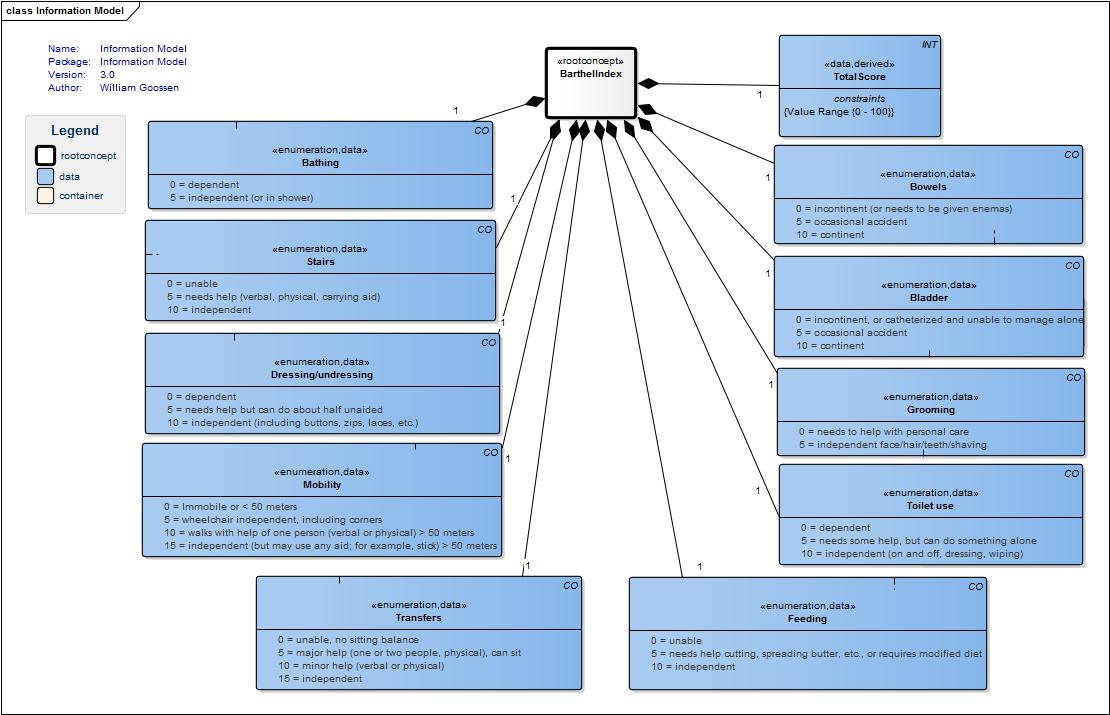 class Information Model
Name: Information Model
Package: Information Model
Version: 3.0
Author: William Goossen
Legend
rootconcept
data
container
«rootconcept»
BarthelIndex
INT
«data,derived»
TotalScore
constraints
{Value Range {0 - 100}}
1
1
CO
«enumeration,data»
Bathing
0 = dependent
5 = independent (or in shower)
1
CO
«enumeration,data»
Stairs
0 = unable
5 = needs help (verbal, physical, carrying aid)
10 = independent
1
CO
«enumeration,data»
Dressing/undressing
0 = dependent
5 = needs help but can do about half unaided
10 = independent (including buttons, zips, laces, etc.)
1
CO
«enumeration,data»
Mobility
0 = Immobile or < 50 meters
5 = wheelchair independent, including corners
10 = walks with help of one person (verbal or physical) > 50 meters
15 = independent (but may use any aid; for example, stick) > 50 meters
1
CO
«enumeration,data»
Transfers
0 = unable, no sitting balance
5 = major help (one or two people, physical), can sit
10 = minor help (verbal or physical)
15 = independent
1
CO
«enumeration,data»
Bowels
0 = incontinent (or needs to be given enemas)
5 = occasional accident
10 = continent
1
CO
«enumeration,data»
Bladder
0 = incontinent, or catheterized and unable to manage alone
5 = occasional accident
10 = continent
1
CO
«enumeration,data»
Grooming
0 = needs to help with personal care
5 = independent face/hair/teeth/shaving
1
CO
«enumeration,data»
Toilet use
0 = dependent
5 = needs some help, but can do something alone
10 = independent (on and off, dressing, wiping)
1
CO
«enumeration,data»
Feeding
0 = unable
5 = needs help cutting, spreading butter, etc., or requires modified diet
10 = independent
1